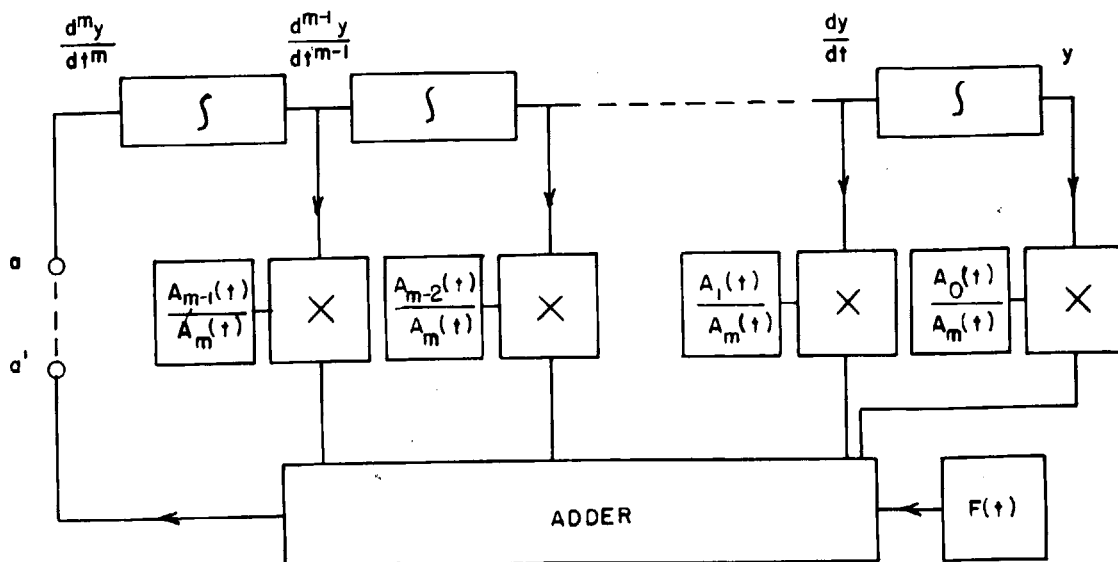 d^m y / dt^m
d^(m-1) y / dt^(m-1)
dy / dt
y
∫
∫
∫
a
a'
A_(m-1)(t) / A_m(t)
×
A_(m-2)(t) / A_m(t)
×
A_1(t) / A_m(t)
×
A_0(t) / A_m(t)
×
ADDER
F(t)